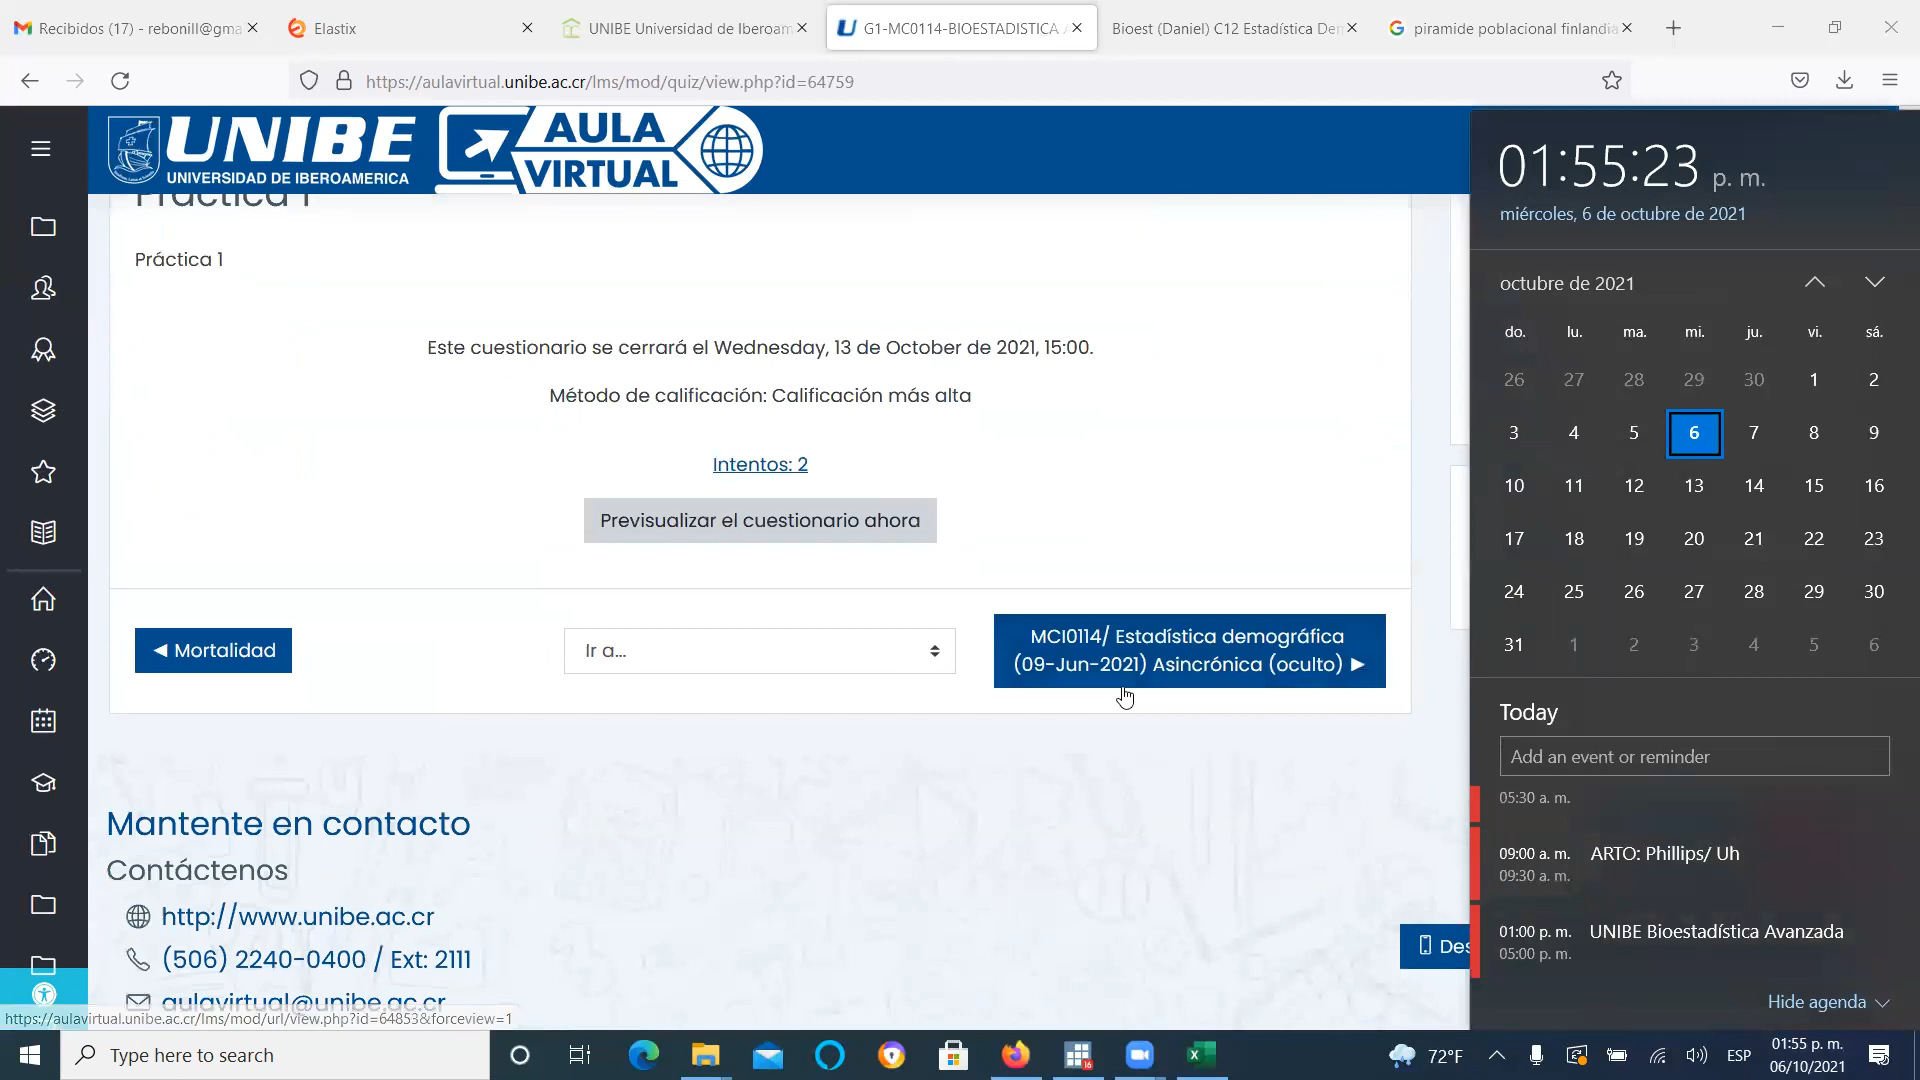 Recibidos (17) - rebonill@gma
Elastix
UNIBE Universidad de Iberoam
G1-MC0114-BIOESTADISTICA A
Bioest (Daniel) C12 Estadística Der
piramide poblacional finlandia
https://aulavirtual.unibe.ac.cr/lms/mod/quiz/view.php?id=64759
UNIBE
UNIVERSIDAD DE IBEROAMERICA
AULA
VIRTUAL
Práctica 1
Práctica 1
Este cuestionario se cerrará el Wednesday, 13 de October de 2021, 15:00.
Método de calificación: Calificación más alta
Intentos: 2
Previsualizar el cuestionario ahora
◀ Mortalidad
Ir a...
MCI0114/ Estadística demográfica
(09-Jun-2021) Asincrónica (oculto) ▶
Mantente en contacto
Contáctenos
http://www.unibe.ac.cr
(506) 2240-0400 / Ext: 2111
aulavirtual@unibe.ac.cr
Des
https://aulavirtual.unibe.ac.cr/lms/mod/url/view.php?id=64853&forceview=1
01:55:23 p. m.
miércoles, 6 de octubre de 2021
octubre de 2021
do. lu. ma. mi. ju. vi. sá.
26 27 28 29 30 1 2
3 4 5 6 7 8 9
10 11 12 13 14 15 16
17 18 19 20 21 22 23
24 25 26 27 28 29 30
31 1 2 3 4 5 6
Today
Add an event or reminder
05:30 a. m.
09:00 a. m. ARTO: Phillips/ Uh
09:30 a. m.
01:00 p. m. UNIBE Bioestadística Avanzada
05:00 p. m.
Hide agenda
Type here to search
16
72°F
ESP
01:55 p. m.
06/10/2021